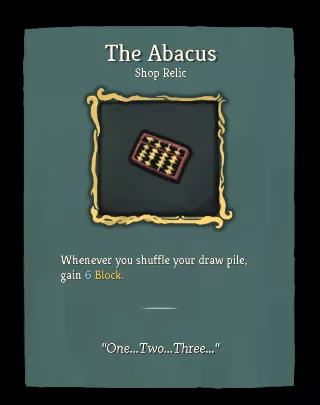 The Abacus
Shop Relic
Whenever you shuffle your draw pile,
gain 6 Block.
"One...Two...Three..."